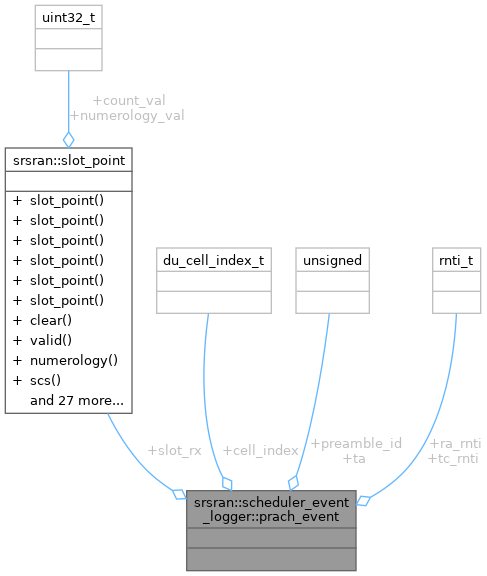 uint32_t
+count_val
+numerology_val
srsran::slot_point
+ slot_point()
+ slot_point()
+ slot_point()
+ slot_point()
+ slot_point()
+ slot_point()
+ clear()
+ valid()
+ numerology()
+ scs()
and 27 more...
du_cell_index_t
unsigned
rnti_t
+slot_rx
+cell_index
+preamble_id
+ta
+ra_rnti
+tc_rnti
srsran::scheduler_event
_logger::prach_event